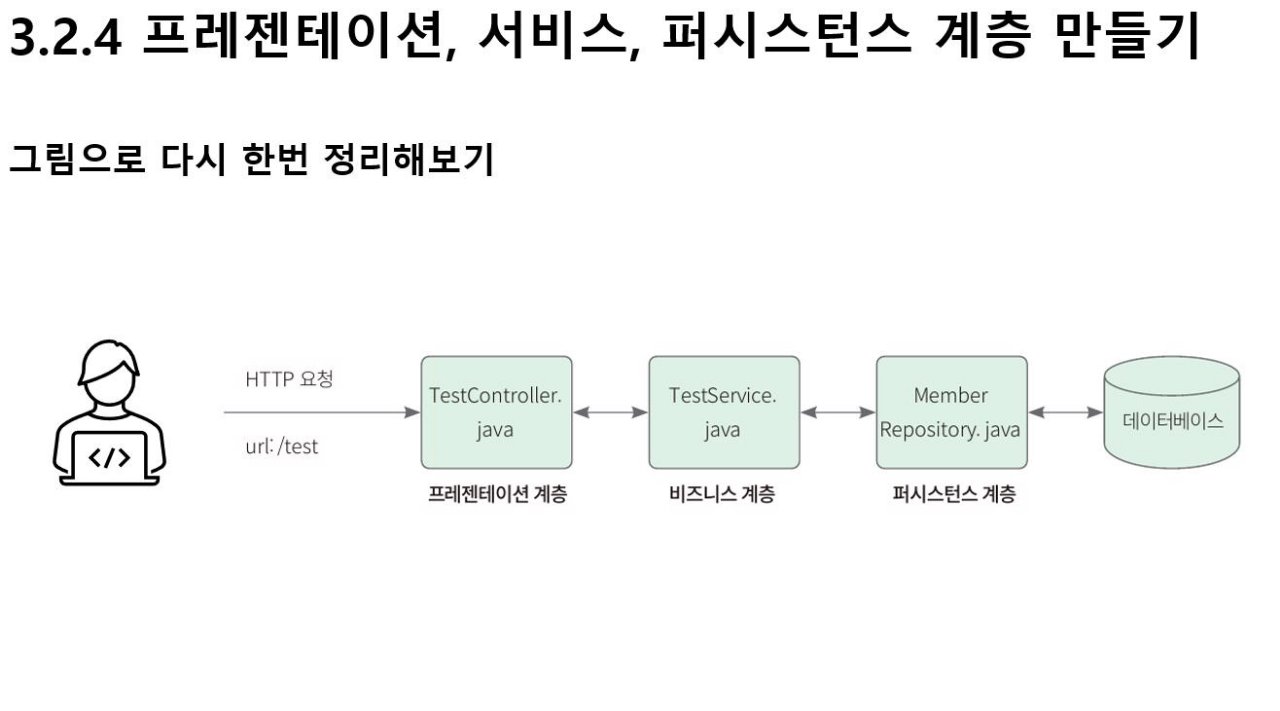 3.2.4 프레젠테이션, 서비스, 퍼시스턴스 계층 만들기
그림으로 다시 한번 정리해보기
HTTP 요청
url: /test
</>
TestController.
java
프레젠테이션 계층
TestService.
java
비즈니스 계층
Member
Repository. java
퍼시스턴스 계층
데이터베이스